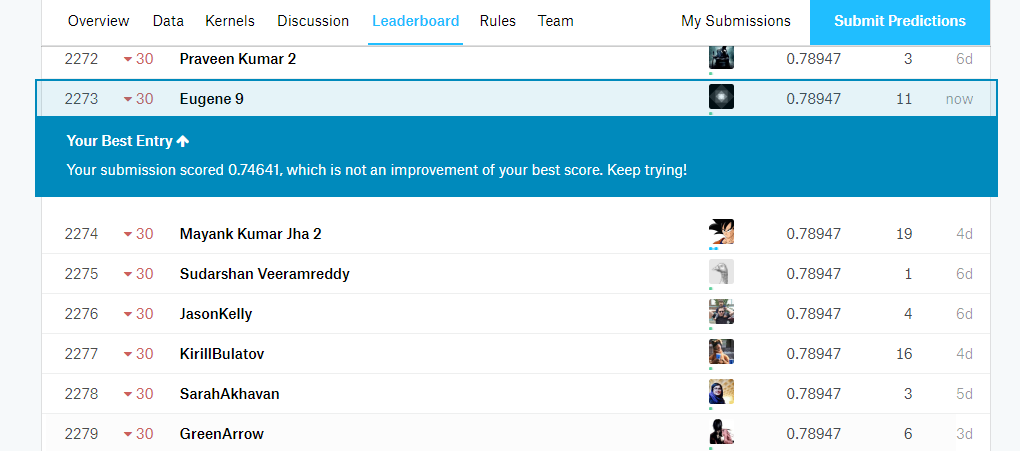 Overview Data Kernels Discussion Leaderboard Rules Team My Submissions Submit Predictions
2272 30 Praveen Kumar 2 0.78947 3 6d
2273 30 Eugene 9 0.78947 11 now
Your Best Entry
Your submission scored 0.74641, which is not an improvement of your best score. Keep trying!
2274 30 Mayank Kumar Jha 2 0.78947 19 4d
2275 30 Sudarshan Veeramreddy 0.78947 1 6d
2276 30 JasonKelly 0.78947 4 6d
2277 30 KirillBulatov 0.78947 16 4d
2278 30 SarahAkhavan 0.78947 3 5d
2279 30 GreenArrow 0.78947 6 3d